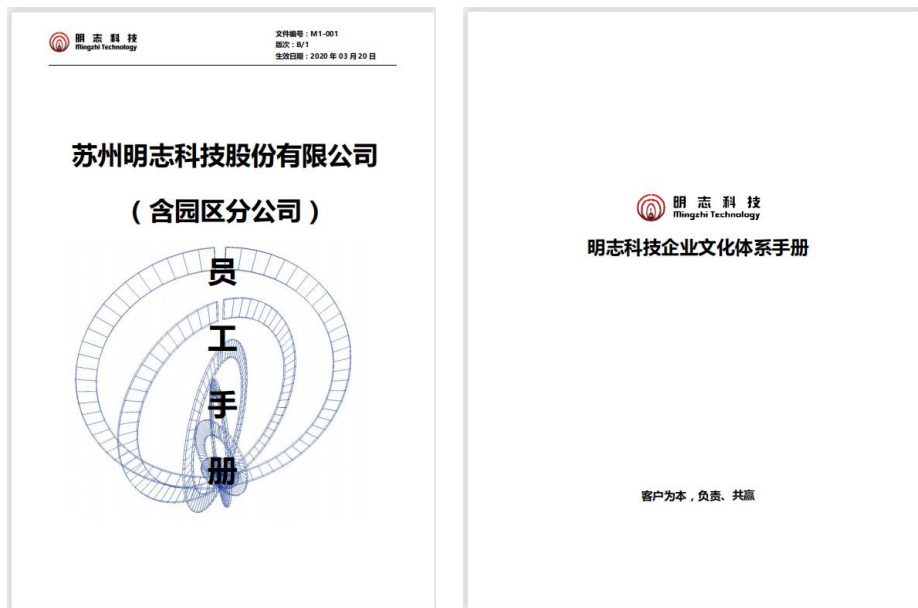 明志科技
Mingzhi Technology
文件编号：M1-001
版次：B/1
生效日期：2020 年 03 月 20 日
苏州明志科技股份有限公司
（含园区分公司）
员
工
手
册
明志科技
Mingzhi Technology
明志科技企业文化体系手册
客户为本，负责、共赢